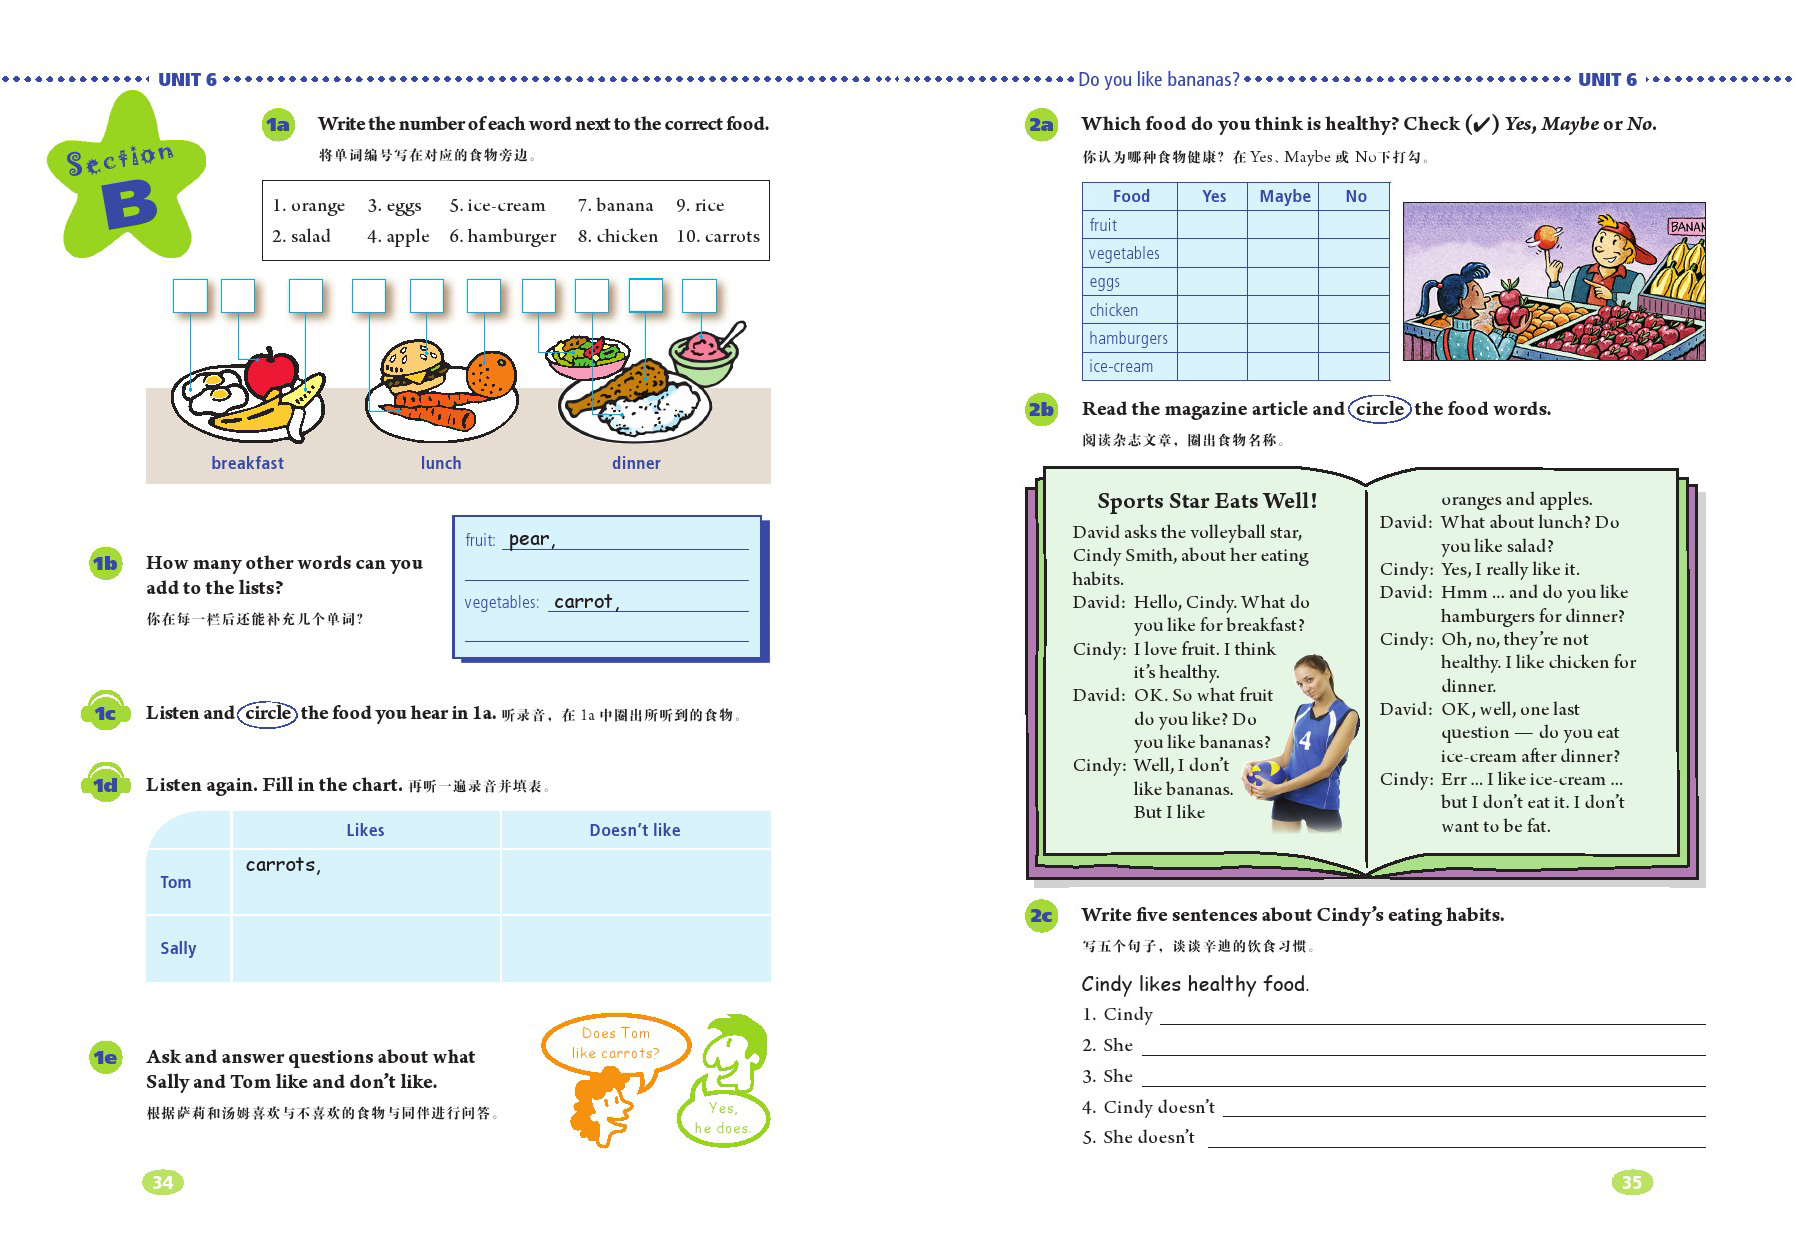 UNIT 6
Section
B
1a Write the number of each word next to the correct food.
将单词编号写在对应的食物旁边。
1. orange 3. eggs 5. ice-cream 7. banana 9. rice
2. salad 4. apple 6. hamburger 8. chicken 10. carrots
breakfast lunch dinner
1b How many other words can you
add to the lists?
你在每一栏后还能补充几个单词？
fruit: pear,
vegetables: carrot,
1c Listen and circle the food you hear in 1a. 听录音，在 1a 中圈出所听到的食物。
1d Listen again. Fill in the chart. 再听一遍录音并填表。
Likes Doesn't like
carrots,
Tom
Sally
1e Ask and answer questions about what
Sally and Tom like and don't like.
根据萨莉和汤姆喜欢与不喜欢的食物与同伴进行问答。
Does Tom
like carrots?
Yes,
he does.
34
Do you like bananas? UNIT 6
2a Which food do you think is healthy? Check (✔) Yes, Maybe or No.
你认为哪种食物健康？在 Yes、Maybe 或 No下打勾。
Food Yes Maybe No
fruit
vegetables
eggs
chicken
hamburgers
ice-cream
BANAN
2b Read the magazine article and circle the food words.
阅读杂志文章，圈出食物名称。
Sports Star Eats Well!
David asks the volleyball star,
Cindy Smith, about her eating
habits.
David: Hello, Cindy. What do
you like for breakfast?
Cindy: I love fruit. I think
it's healthy.
David: OK. So what fruit
do you like? Do
you like bananas?
Cindy: Well, I don't
like bananas.
But I like
4
oranges and apples.
David: What about lunch? Do
you like salad?
Cindy: Yes, I really like it.
David: Hmm ... and do you like
hamburgers for dinner?
Cindy: Oh, no, they're not
healthy. I like chicken for
dinner.
David: OK, well, one last
question — do you eat
ice-cream after dinner?
Cindy: Err ... I like ice-cream ...
but I don't eat it. I don't
want to be fat.
2c Write five sentences about Cindy's eating habits.
写五个句子，谈谈辛迪的饮食习惯。
Cindy likes healthy food.
1. Cindy
2. She
3. She
4. Cindy doesn't
5. She doesn't
35